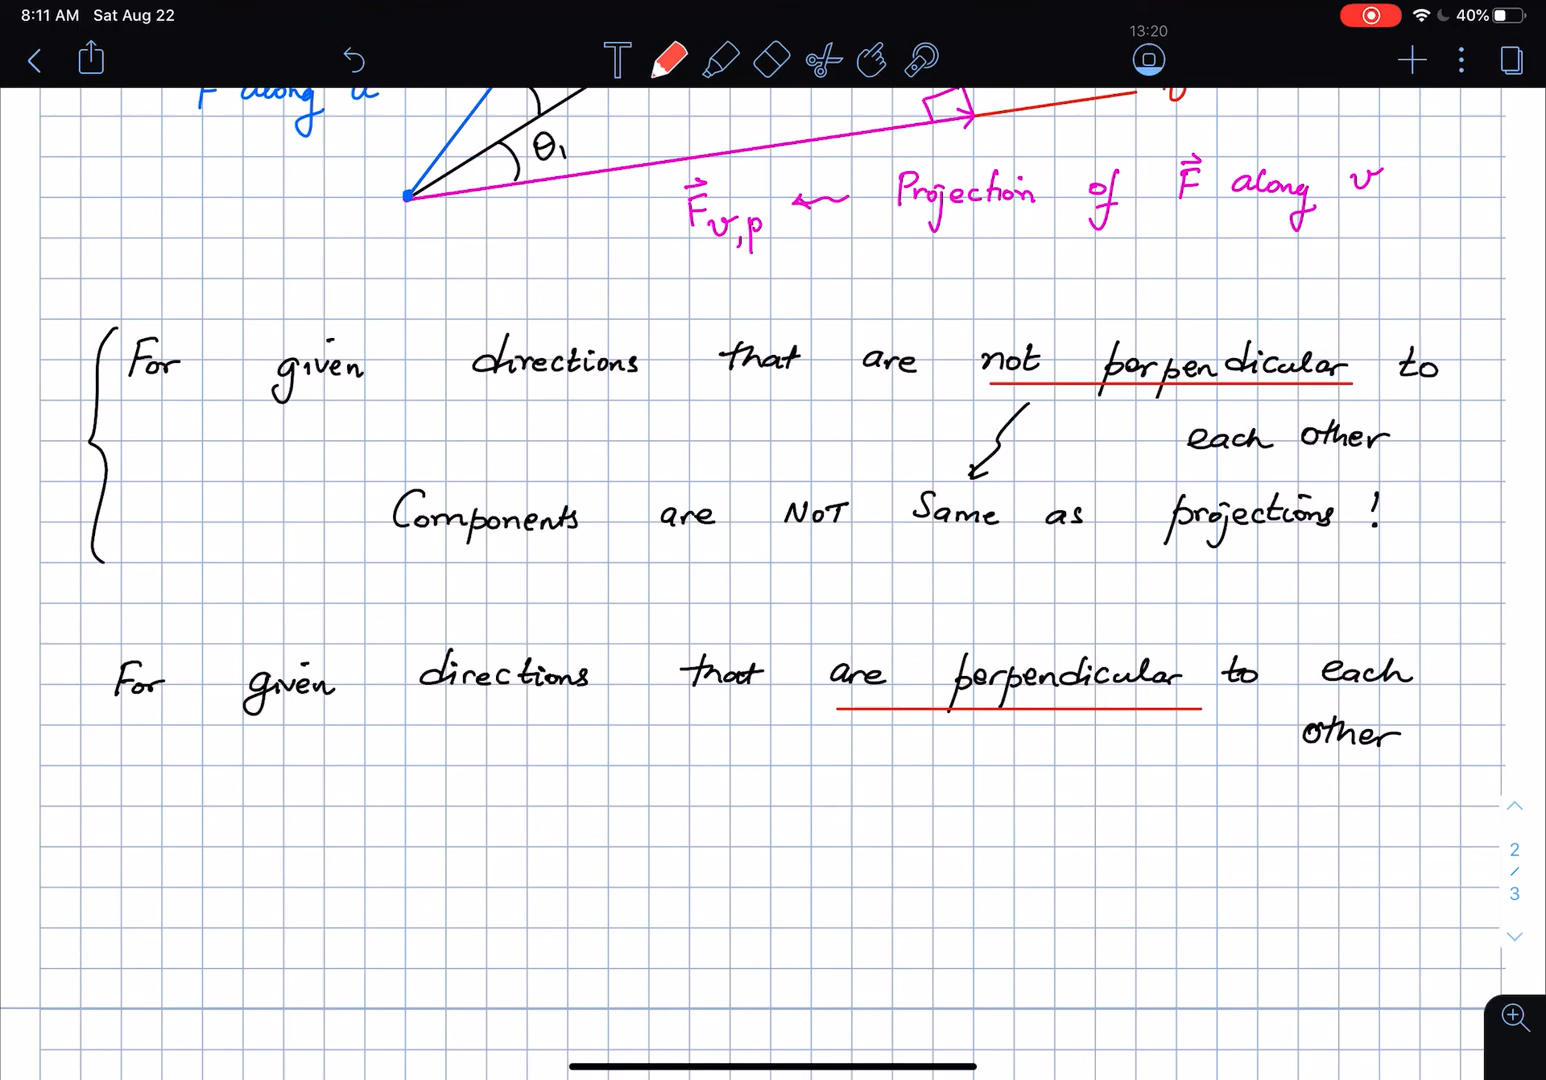 8:11 AM Sat Aug 22
40%
13:20
F along u
θ₁
v
F⃗v,p ← Projection of F⃗ along v
For given directions that are not perpendicular to
each other
Components are NOT Same as projections !
For given directions that are perpendicular to each
other
2
/
3